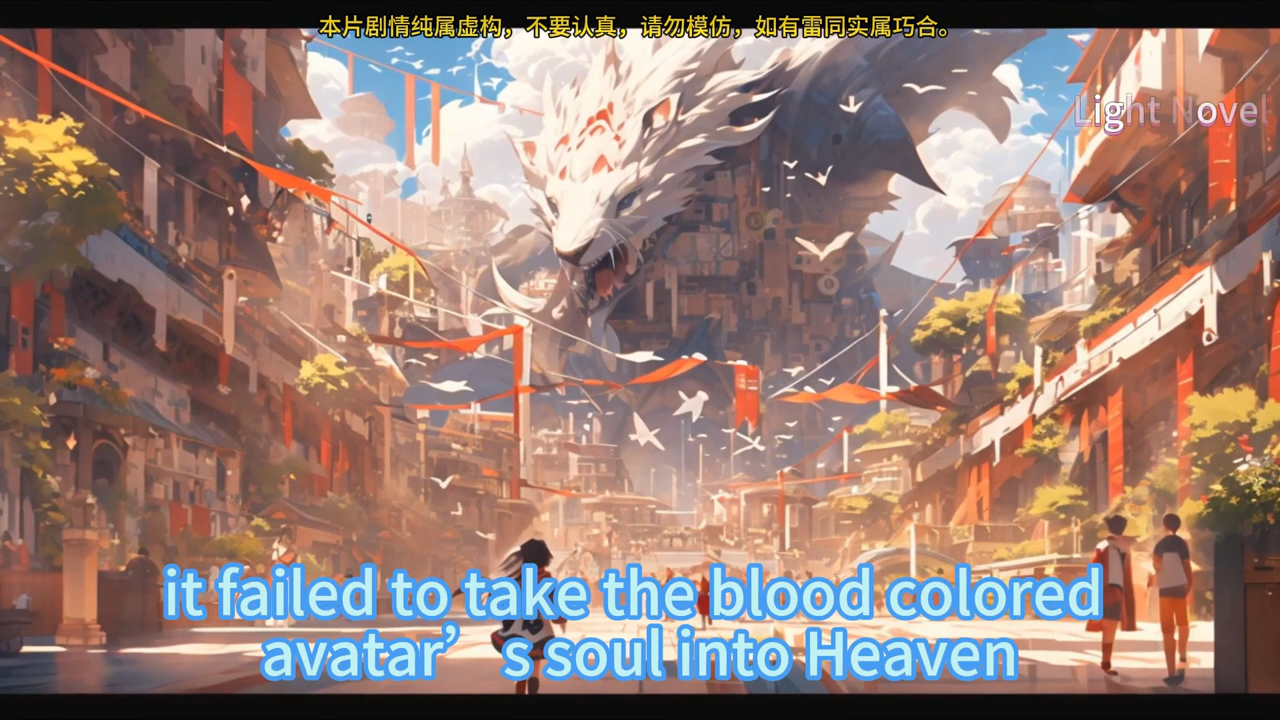 本片剧情纯属虚构，不要认真，请勿模仿，如有雷同实属巧合。
Light Novel
it failed to take the blood colored
avatar’s soul into Heaven